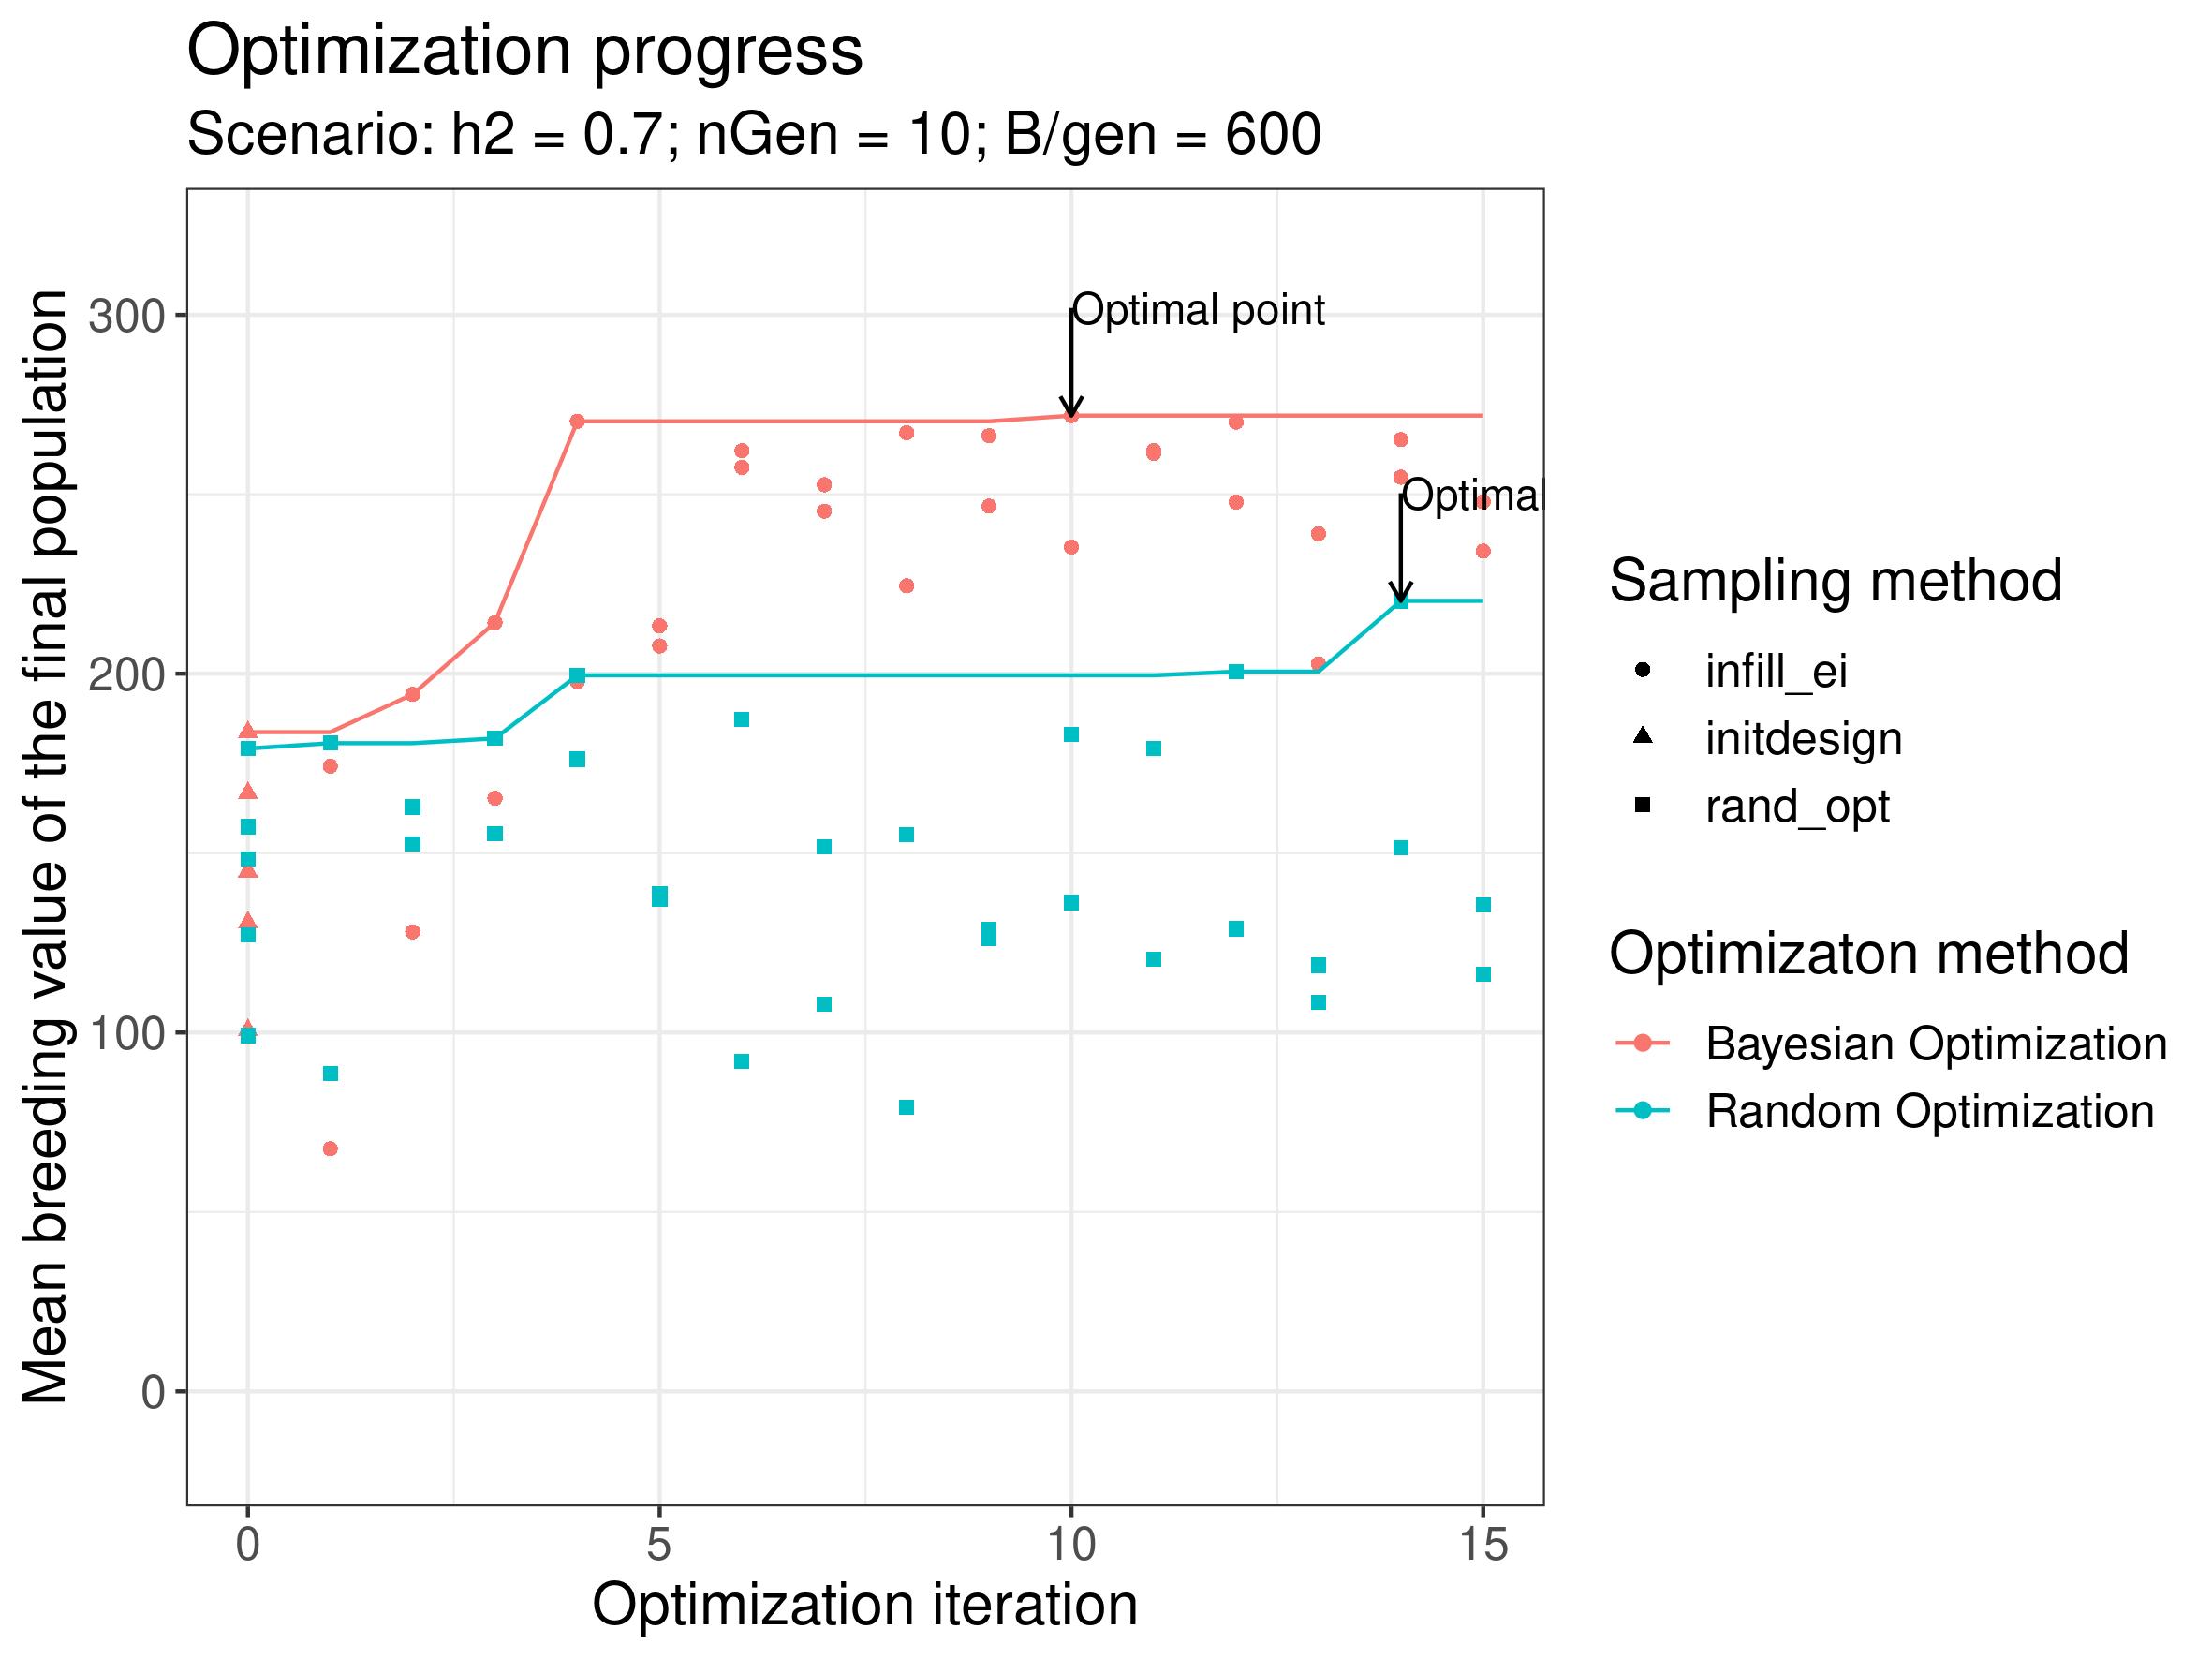 Optimization progress
Scenario: h2 = 0.7; nGen = 10; B/gen = 600
Mean breeding value of the final population
300
200
100
0
Optimal point
Optimal
0
5
10
15
Optimization iteration
Sampling method
infill_ei
initdesign
rand_opt
Optimizaton method
Bayesian Optimization
Random Optimization